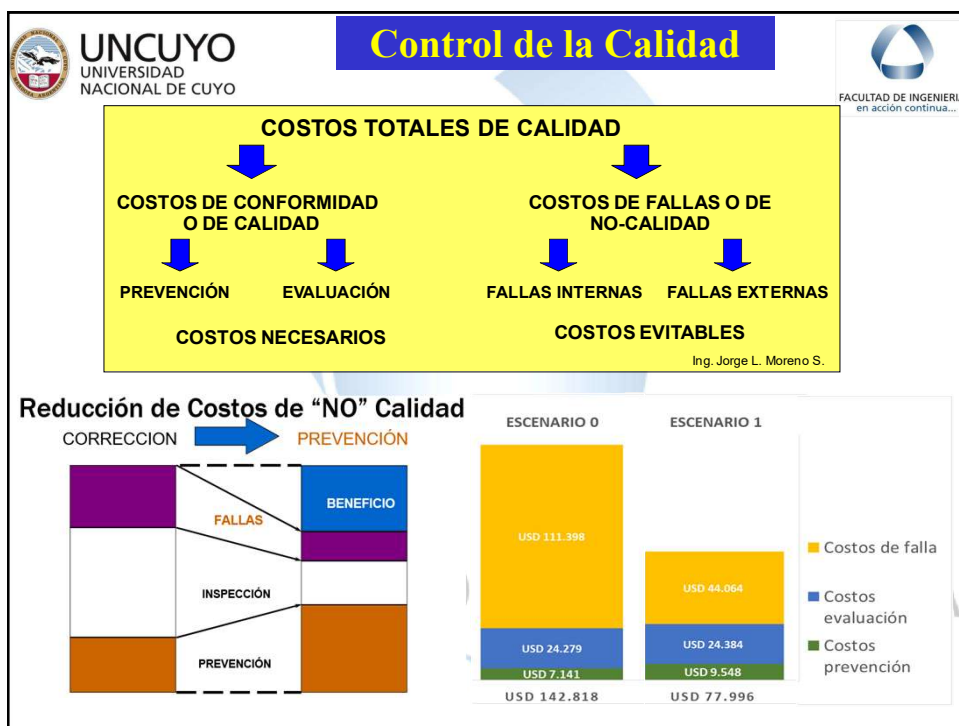 UNCUYO
UNIVERSIDAD
NACIONAL DE CUYO
Control de la Calidad
FACULTAD DE INGENIERIA
en acción continua...
COSTOS TOTALES DE CALIDAD
COSTOS DE CONFORMIDAD
O DE CALIDAD
COSTOS DE FALLAS O DE
NO-CALIDAD
PREVENCIÓN
EVALUACIÓN
FALLAS INTERNAS
FALLAS EXTERNAS
COSTOS NECESARIOS
COSTOS EVITABLES
Ing. Jorge L. Moreno S.
Reducción de Costos de “NO” Calidad
CORRECCION
PREVENCIÓN
BENEFICIO
FALLAS
INSPECCIÓN
PREVENCIÓN
ESCENARIO 0
ESCENARIO 1
USD 111.398
USD 44.064
USD 24.279
USD 24.384
USD 7.141
USD 9.548
USD 142.818
USD 77.996
Costos de falla
Costos
evaluación
Costos
prevención